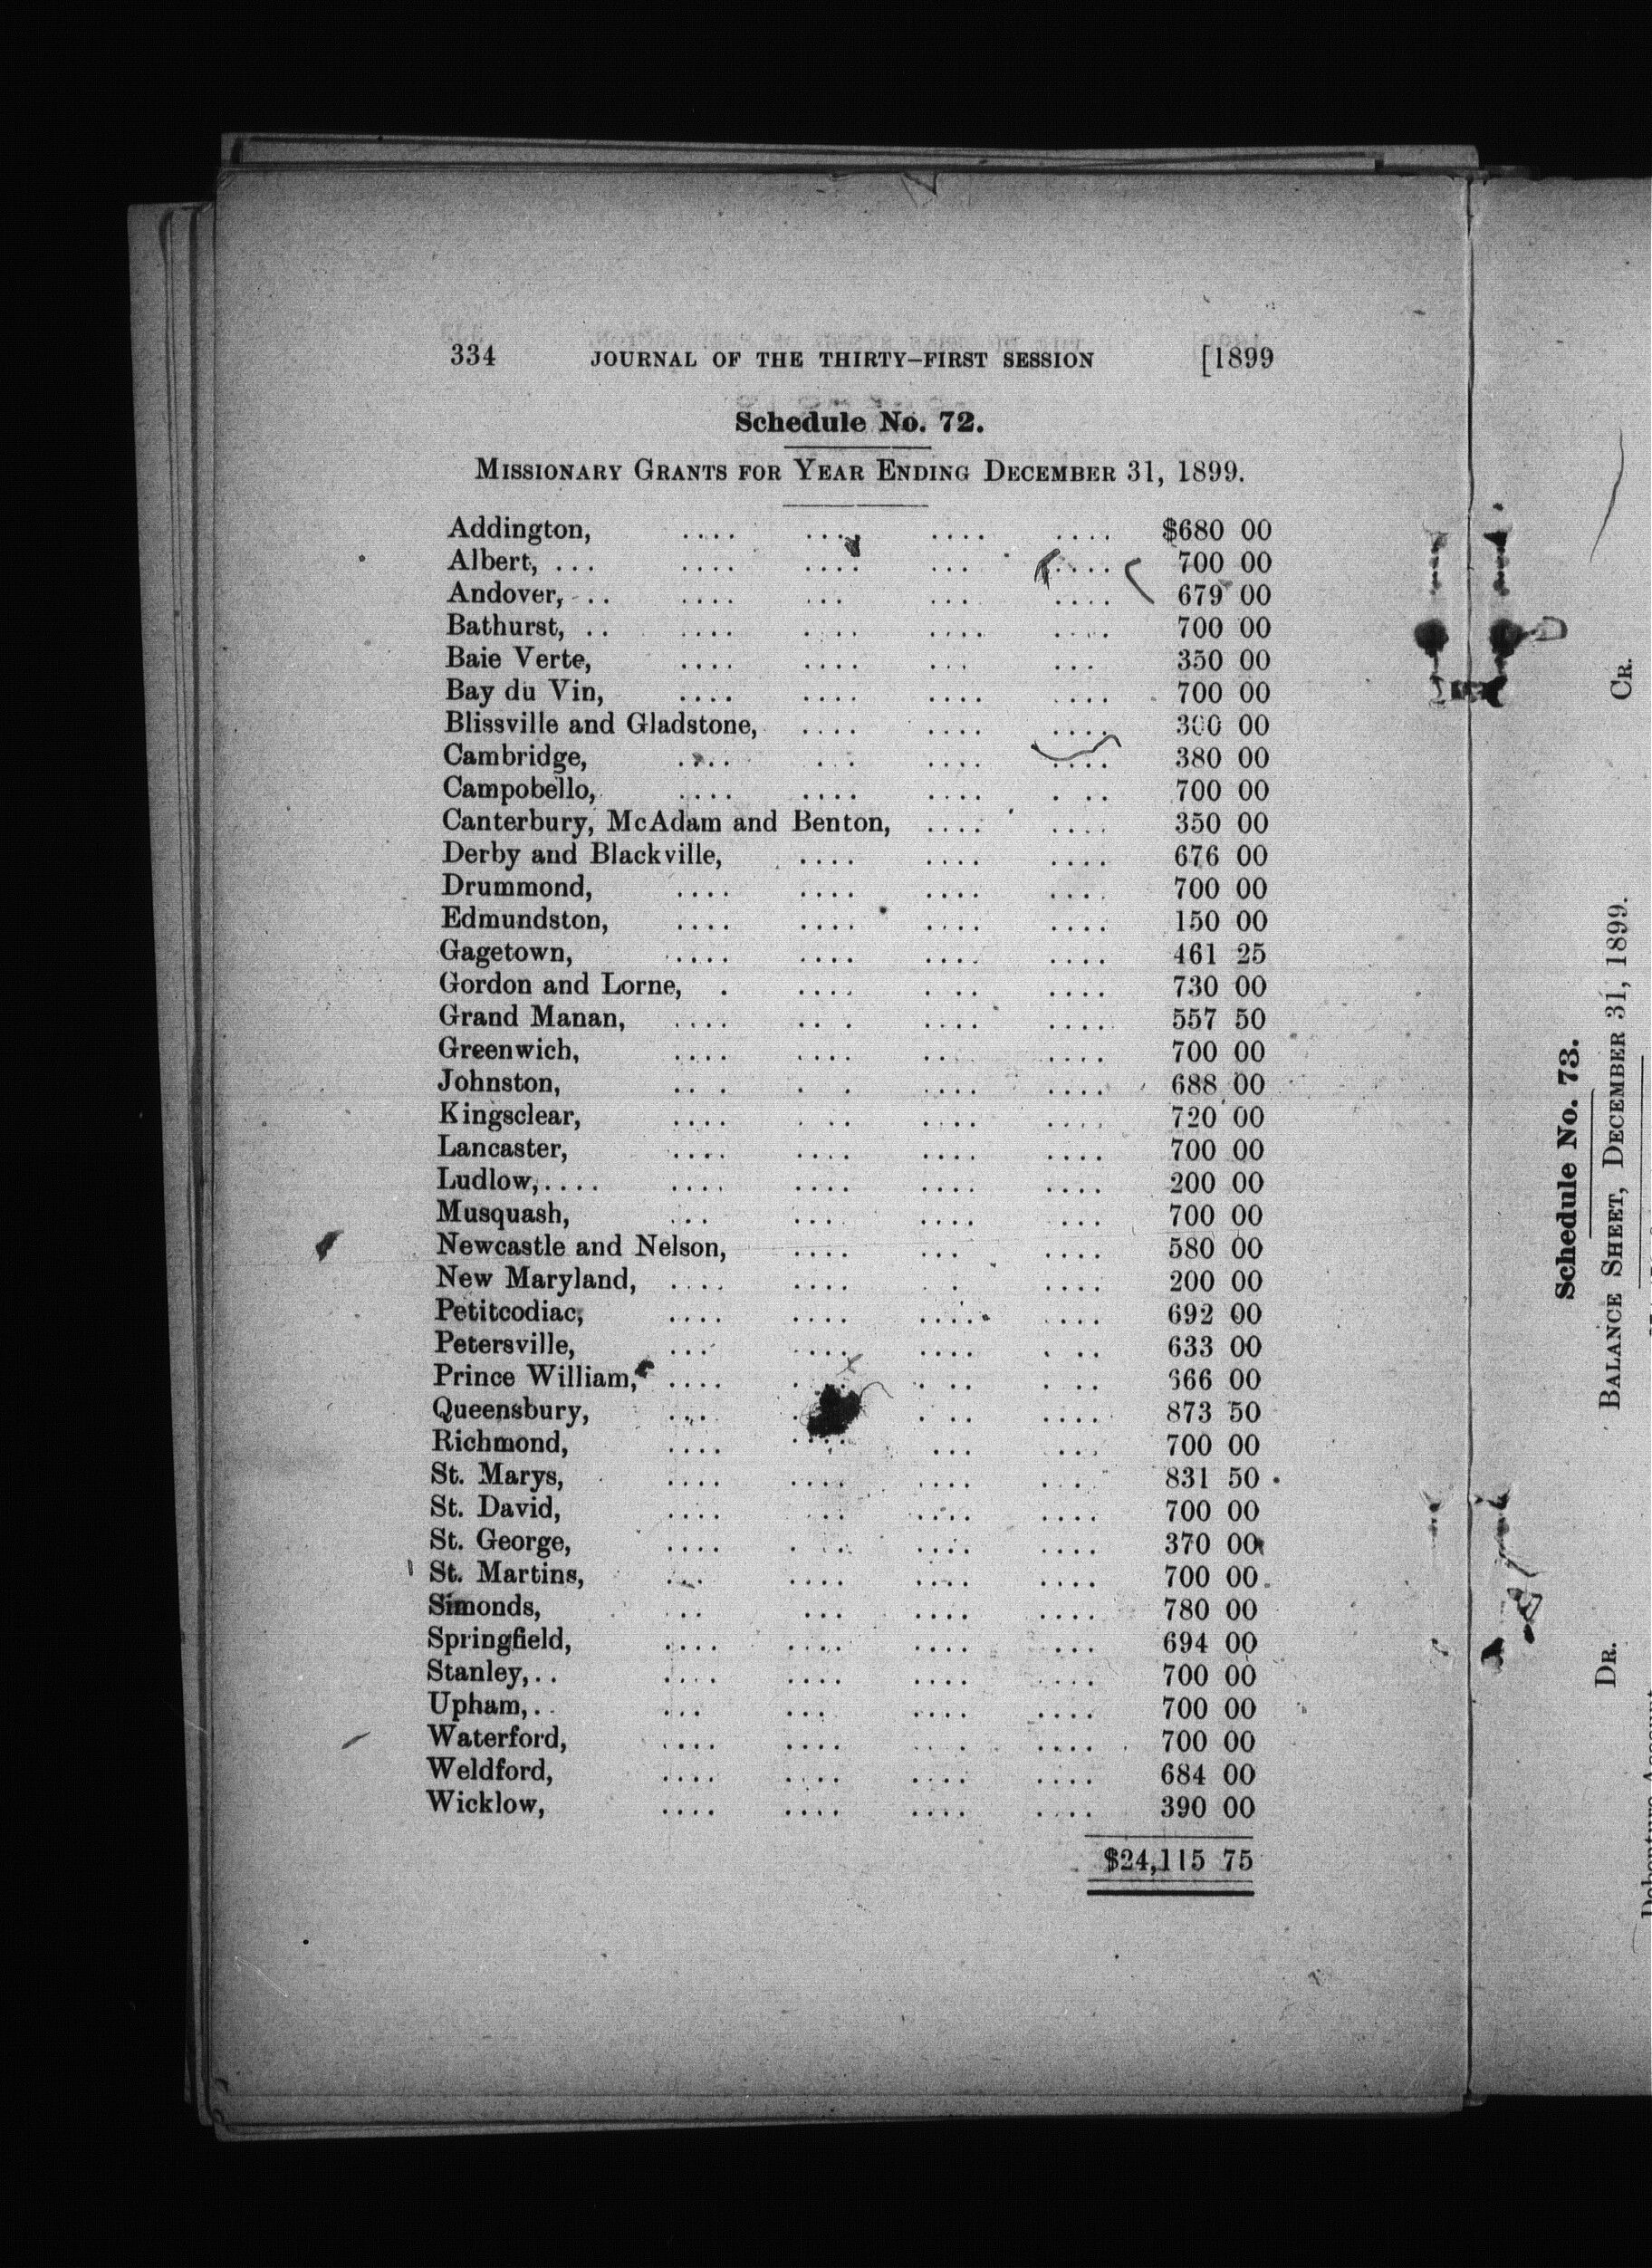 334 JOURNAL OF THE THIRTY-FIRST SESSION [1899
Schedule No. 72.
MISSIONARY GRANTS FOR YEAR ENDING DECEMBER 31, 1899.
Addington, .... .... .... .... $680 00
Albert, ... .... .... ... .... 700 00
Andover, .. .... ... ... .... 679 00
Bathurst, .. .... .... .... .... 700 00
Baie Verte, .... .... ... ... 350 00
Bay du Vin, .... .... .... .... 700 00
Blissville and Gladstone, .... .... .... 300 00
Cambridge, .... ... .... .... 380 00
Campobello, .... .... .... . .. 700 00
Canterbury, McAdam and Benton, .... .... 350 00
Derby and Blackville, .... .... .... 676 00
Drummond, .... .... .... .... 700 00
Edmundston, .... .... .... .... 150 00
Gagetown, .... .... .... .... 461 25
Gordon and Lorne, . .... ... .... 730 00
Grand Manan, .... .. . .... .... 557 50
Greenwich, .... .... .. .... 700 00
Johnston, .. . . . .... .... 688 00
Kingsclear, .... ... .... .... 720 00
Lancaster, .... .... .... .... 700 00
Ludlow,.... .... .... .... .... 200 00
Musquash, ... ... .... ... 700 00
Newcastle and Nelson, .... ... .... 580 00
New Maryland, .... .... . . .... 200 00
Petitcodiac, .... .... .... .... 692 00
Petersville, ... .... .... . .. 633 00
Prince William, .... .... ... ... 666 00
Queensbury, ... . ... .... 873 50
Richmond, .... .... ... ... 700 00
St. Marys, .... .... .... ... 831 50
St. David, .... .. .... .... 700 00
St. George, .... . . .... .... 370 00
St. Martins, ... .... .... .... 700 00
Simonds, .. ... .... .... 780 00
Springfield, .... .... .... ... 694 00
Stanley,.. .... .... .... .... 700 00
Upham,.. ... ... .... .... 700 00
Waterford, .... .... ... .... 700 00
Weldford, .... .... .... .... 684 00
Wicklow, .... .... .... .... 390 00
$24,115 75
Schedule No. 73.
BALANCE SHEET, DECEMBER 31, 1899.
DR. CR.